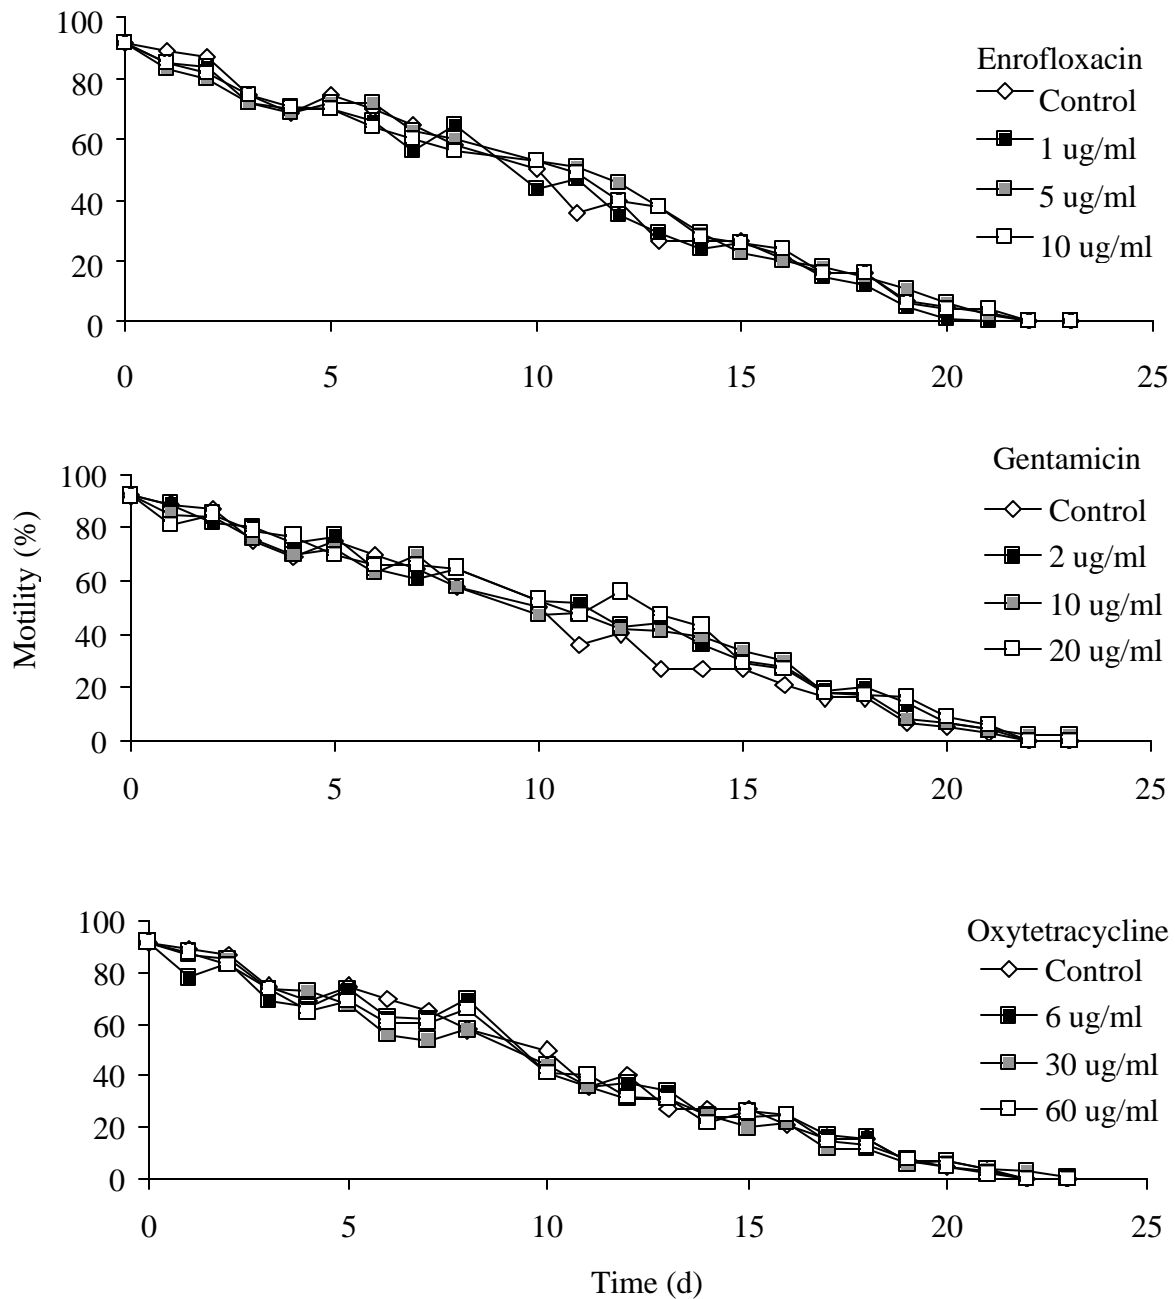 100
80
60
40
20
0
0 5 10 15 20 25
Enrofloxacin
Control
1 ug/ml
5 ug/ml
10 ug/ml
Motility (%)
100
80
60
40
20
0
0 5 10 15 20 25
Gentamicin
Control
2 ug/ml
10 ug/ml
20 ug/ml
100
80
60
40
20
0
0 5 10 15 20 25
Oxytetracycline
Control
6 ug/ml
30 ug/ml
60 ug/ml
Time (d)